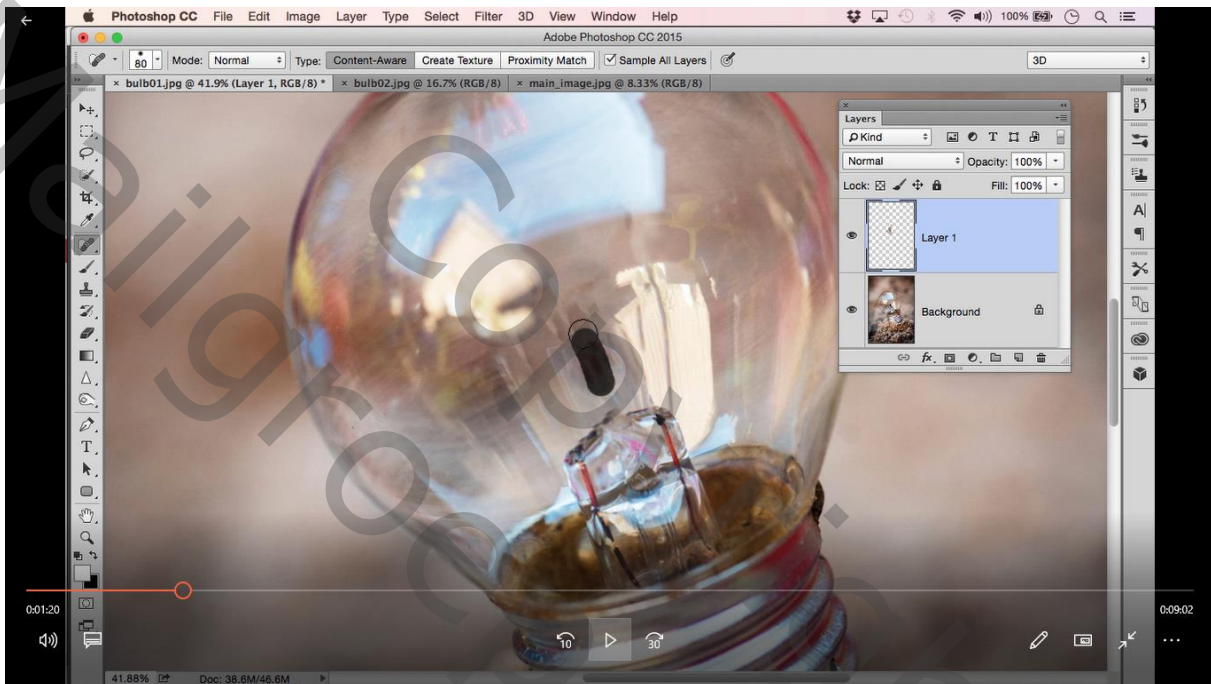 Photoshop CC File Edit Image Layer Type Select Filter 3D View Window Help 100%
Adobe Photoshop CC 2015
80 Mode: Normal Type: Content-Aware Create Texture Proximity Match Sample All Layers 3D
× bulb01.jpg @ 41.9% (Layer 1, RGB/8) * × bulb02.jpg @ 16.7% (RGB/8) × main_image.jpg @ 8.33% (RGB/8)
Layers
Kind
Normal Opacity: 100%
Lock: Fill: 100%
Layer 1
Background
0:01:20
0:09:02
10
30
41.88% Doc: 38.6M/46.6M